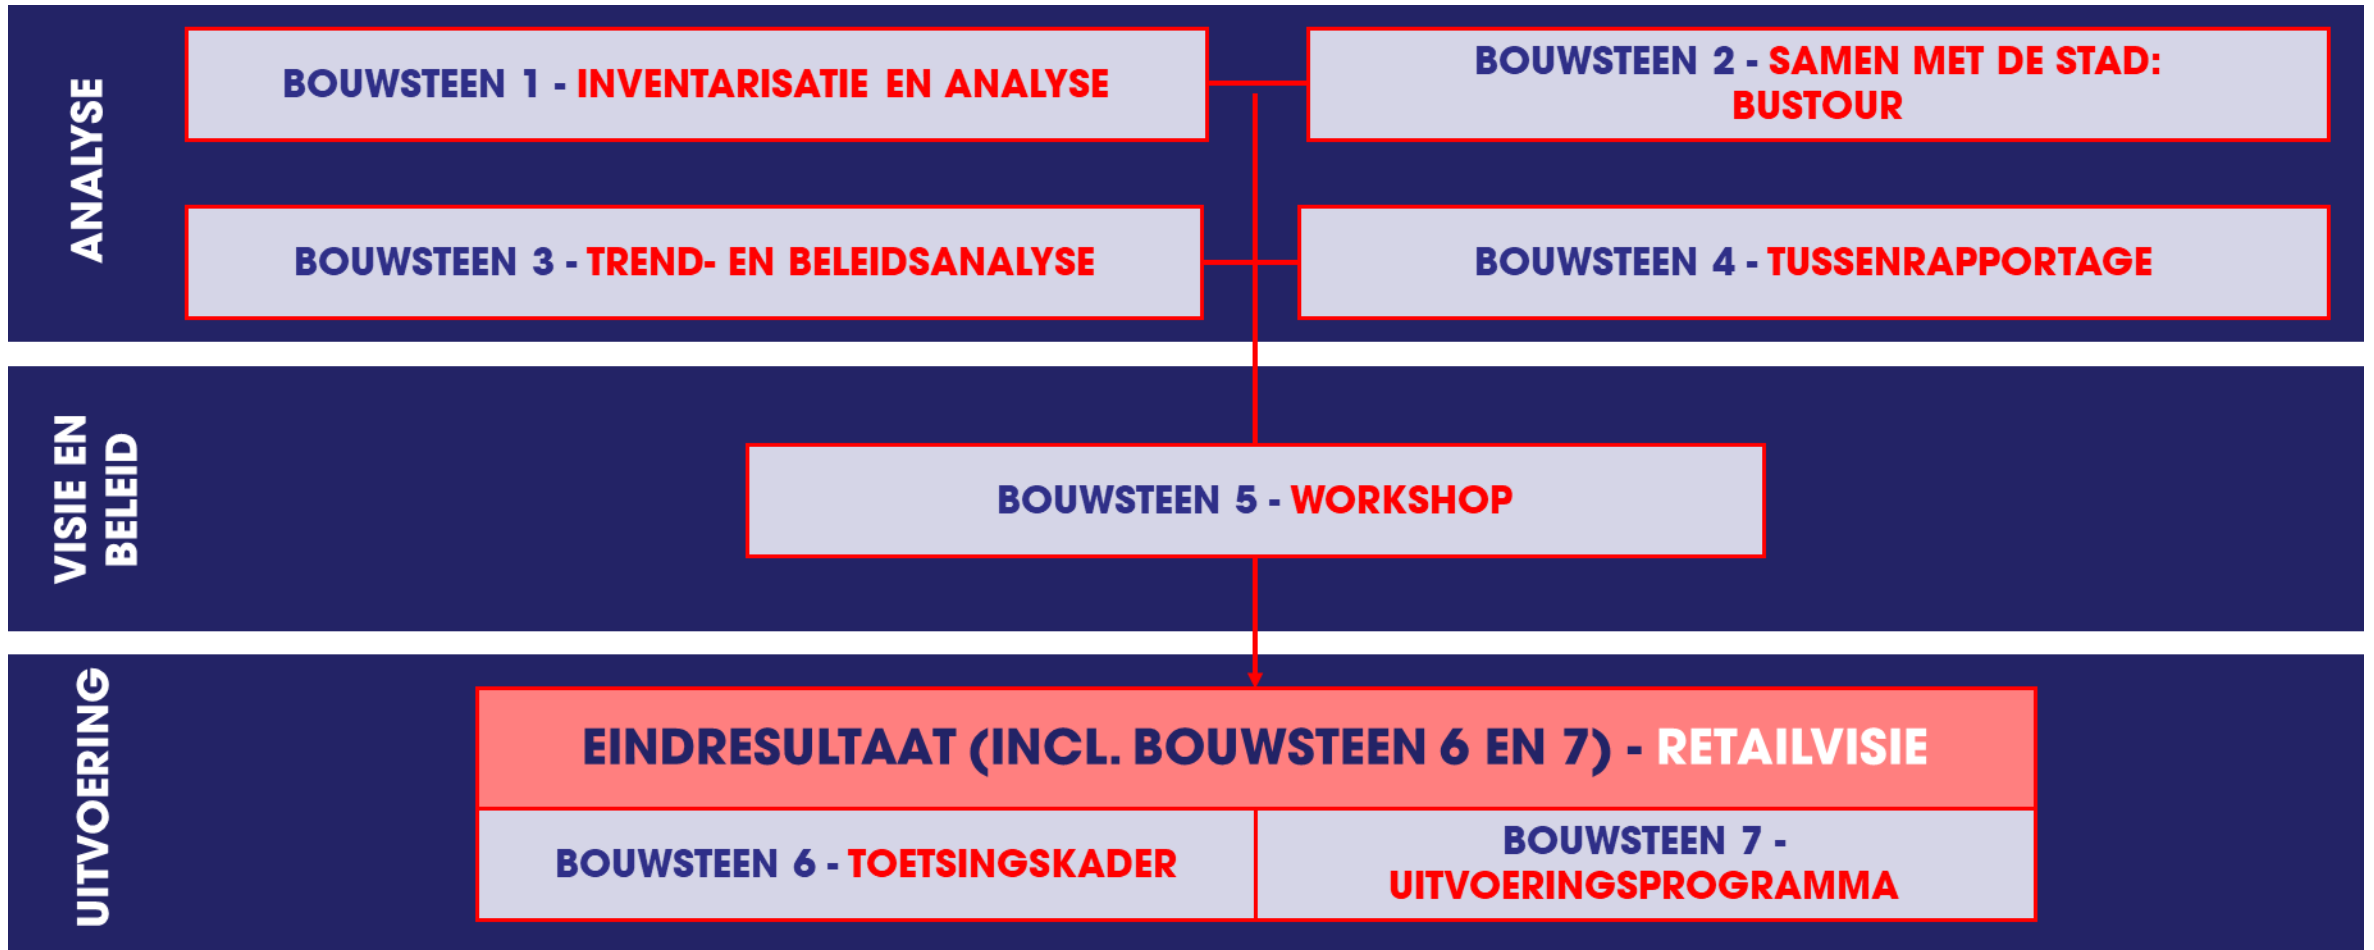 ANALYSE
BOUWSTEEN 1 - INVENTARISATIE EN ANALYSE
BOUWSTEEN 2 - SAMEN MET DE STAD:
BUSTOUR
BOUWSTEEN 3 - TREND- EN BELEIDSANALYSE
BOUWSTEEN 4 - TUSSENRAPPORTAGE
VISIE EN
BELEID
BOUWSTEEN 5 - WORKSHOP
UITVOERING
EINDRESULTAAT (INCL. BOUWSTEEN 6 EN 7) - RETAILVISIE
BOUWSTEEN 6 - TOETSINGSKADER
BOUWSTEEN 7 -
UITVOERINGSPROGRAMMA